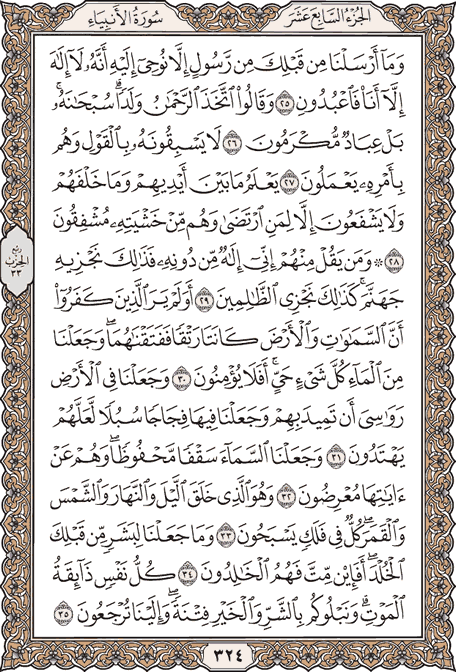 الجزء السابع عشر
سورة الأنبياء
وَمَآ أَرْسَلْنَا مِن قَبْلِكَ مِن رَّسُولٍ إِلَّا نُوحِىٓ إِلَيْهِ أَنَّهُۥ لَآ إِلَٰهَ
إِلَّآ أَنَا۠ فَٱعْبُدُونِ ٢٥ وَقَالُوا۟ ٱتَّخَذَ ٱلرَّحْمَٰنُ وَلَدًا ۗ سُبْحَٰنَهُۥ ۚ
بَلْ عِبَادٌ مُّكْرَمُونَ ٢٦ لَا يَسْبِقُونَهُۥ بِٱلْقَوْلِ وَهُم
بِأَمْرِهِۦ يَعْمَلُونَ ٢٧ يَعْلَمُ مَا بَيْنَ أَيْدِيهِمْ وَمَا خَلْفَهُمْ
وَلَا يَشْفَعُونَ إِلَّا لِمَنِ ٱرْتَضَىٰ وَهُم مِّنْ خَشْيَتِهِۦ مُشْفِقُونَ
٢٨ ۞ وَمَن يَقُلْ مِنْهُمْ إِنِّىٓ إِلَٰهٌ مِّن دُونِهِۦ فَذَٰلِكَ نَجْزِيهِ
جَهَنَّمَ ۚ كَذَٰلِكَ نَجْزِى ٱلظَّٰلِمِينَ ٢٩ أَوَلَمْ يَرَ ٱلَّذِينَ كَفَرُوٓا۟
أَنَّ ٱلسَّمَٰوَٰتِ وَٱلْأَرْضَ كَانَتَا رَتْقًا فَفَتَقْنَٰهُمَا ۖ وَجَعَلْنَا
مِنَ ٱلْمَآءِ كُلَّ شَىْءٍ حَىٍّ ۖ أَفَلَا يُؤْمِنُونَ ٣٠ وَجَعَلْنَا فِى ٱلْأَرْضِ
رَوَٰسِىَ أَن تَمِيدَ بِهِمْ وَجَعَلْنَا فِيهَا فِجَاجًا سُبُلًا لَّعَلَّهُمْ
يَهْتَدُونَ ٣١ وَجَعَلْنَا ٱلسَّمَآءَ سَقْفًا مَّحْفُوظًا ۖ وَهُمْ عَنْ
ءَايَٰتِهَا مُعْرِضُونَ ٣٢ وَهُوَ ٱلَّذِى خَلَقَ ٱلَّيْلَ وَٱلنَّهَارَ وَٱلشَّمْسَ
وَٱلْقَمَرَ ۖ كُلٌّ فِى فَلَكٍ يَسْبَحُونَ ٣٣ وَمَا جَعَلْنَا لِبَشَرٍ مِّن قَبْلِكَ
ٱلْخُلْدَ ۖ أَفَإِي۟ن مِّتَّ فَهُمُ ٱلْخَٰلِدُونَ ٣٤ كُلُّ نَفْسٍ ذَآئِقَةُ
ٱلْمَوْتِ ۗ وَنَبْلُوكُم بِٱلشَّرِّ وَٱلْخَيْرِ فِتْنَةً ۖ وَإِلَيْنَا تُرْجَعُونَ ٣٥
ربع
الحزب
٣٣
٣٢٤